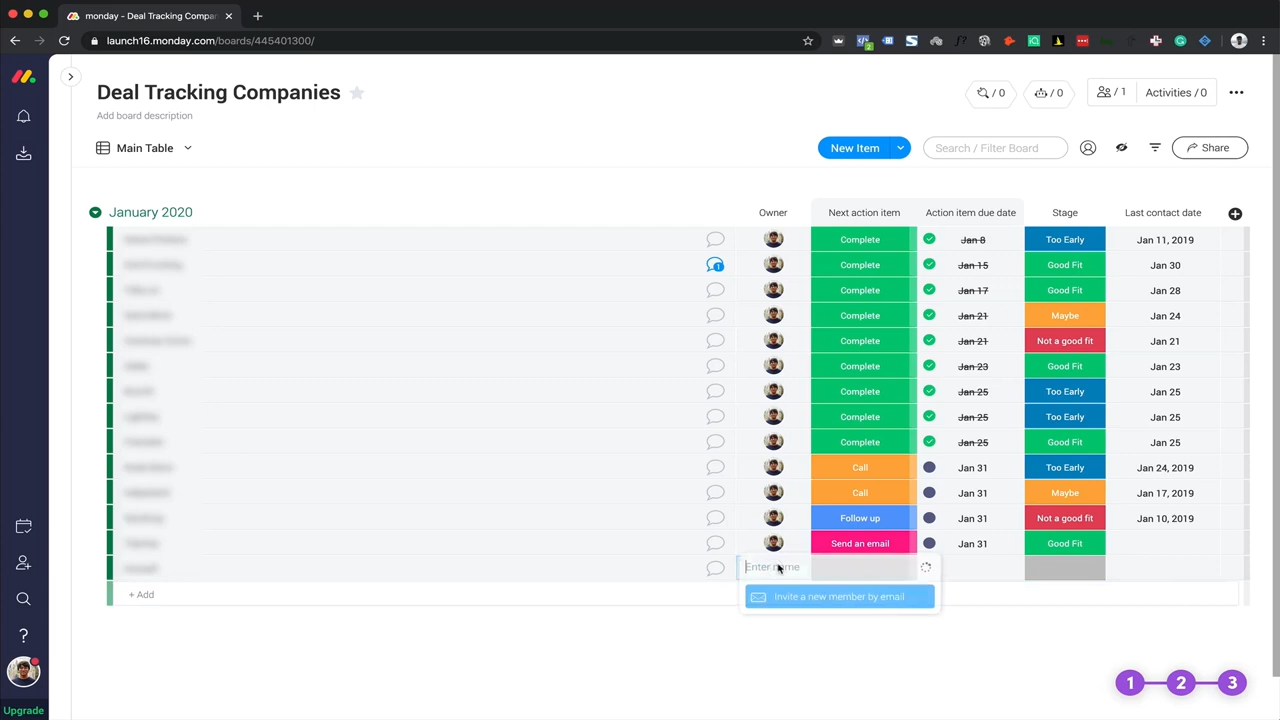 monday - Deal Tracking Compan
launch16.monday.com/boards/445401300/
2
Deal Tracking Companies
/ 0
/ 0
/ 1
Activities / 0
Add board description
Main Table
New Item
Search / Filter Board
Share
January 2020
Owner
Next action item
Action item due date
Stage
Last contact date
Complete
Jan 8
Too Early
Jan 11, 2019
1
Complete
Jan 15
Good Fit
Jan 30
Complete
Jan 17
Good Fit
Jan 28
Complete
Jan 21
Maybe
Jan 24
Complete
Jan 21
Not a good fit
Jan 21
Complete
Jan 23
Good Fit
Jan 23
Complete
Jan 25
Too Early
Jan 25
Complete
Jan 25
Too Early
Jan 25
Complete
Jan 25
Good Fit
Jan 25
Call
Jan 31
Too Early
Jan 24, 2019
Call
Jan 31
Maybe
Jan 17, 2019
Follow up
Jan 31
Not a good fit
Jan 10, 2019
Send an email
Jan 31
Good Fit
Enter name
Invite a new member by email
+ Add
?
Upgrade
1
2
3